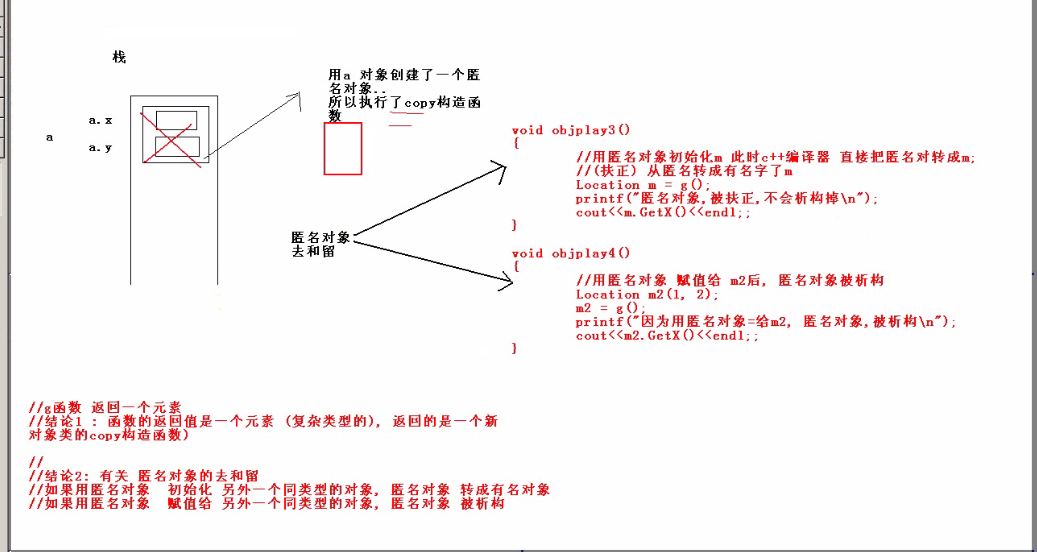 栈
用a 对象创建了一个匿
名对象..
所以执行了copy构造函
数
a.x
a
a.y
匿名对象
去和留
void objplay3()
{
//用匿名对象初始化m 此时c++编译器 直接把匿名对转成m;
//(扶正) 从匿名转成有名字了m
Location m = g();
printf("匿名对象,被扶正,不会析构掉\n");
cout<<m.GetX()<<endl;;
}
void objplay4()
{
//用匿名对象 赋值给 m2后, 匿名对象被析构
Location m2(1, 2);
m2 = g();
printf("因为用匿名对象=给m2, 匿名对象,被析构\n");
cout<<m2.GetX()<<endl;;
}
//g函数 返回一个元素
//结论1 : 函数的返回值是一个元素 (复杂类型的), 返回的是一个新
对象类的copy构造函数)
//
//结论2: 有关 匿名对象的去和留
//如果用匿名对象 初始化 另外一个同类型的对象, 匿名对象 转成有名对象
//如果用匿名对象 赋值给 另外一个同类型的对象, 匿名对象 被析构